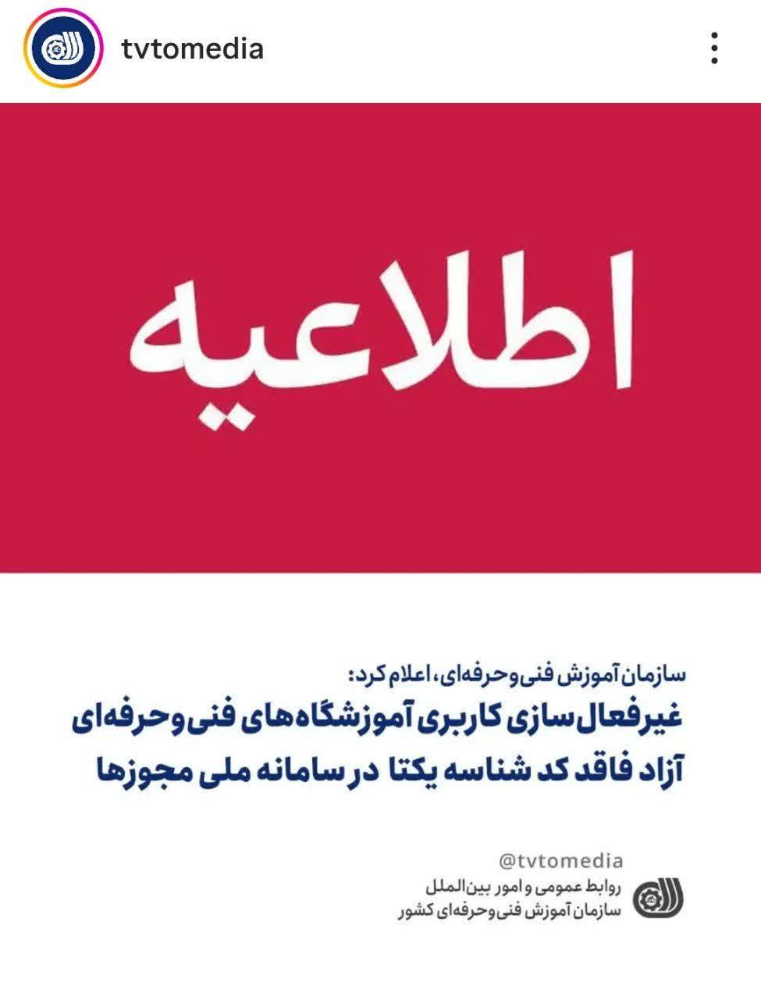 tvtomedia
اطلاعیه
سازمان آموزش فنی‌وحرفه‌ای، اعلام کرد:
غیرفعال‌سازی کاربری آموزشگاه‌های فنی‌وحرفه‌ای
آزاد فاقد کد شناسه یکتا در سامانه ملی مجوزها
@tvtomedia
روابط عمومی و امور بین‌الملل
سازمان آموزش فنی‌وحرفه‌ای کشور